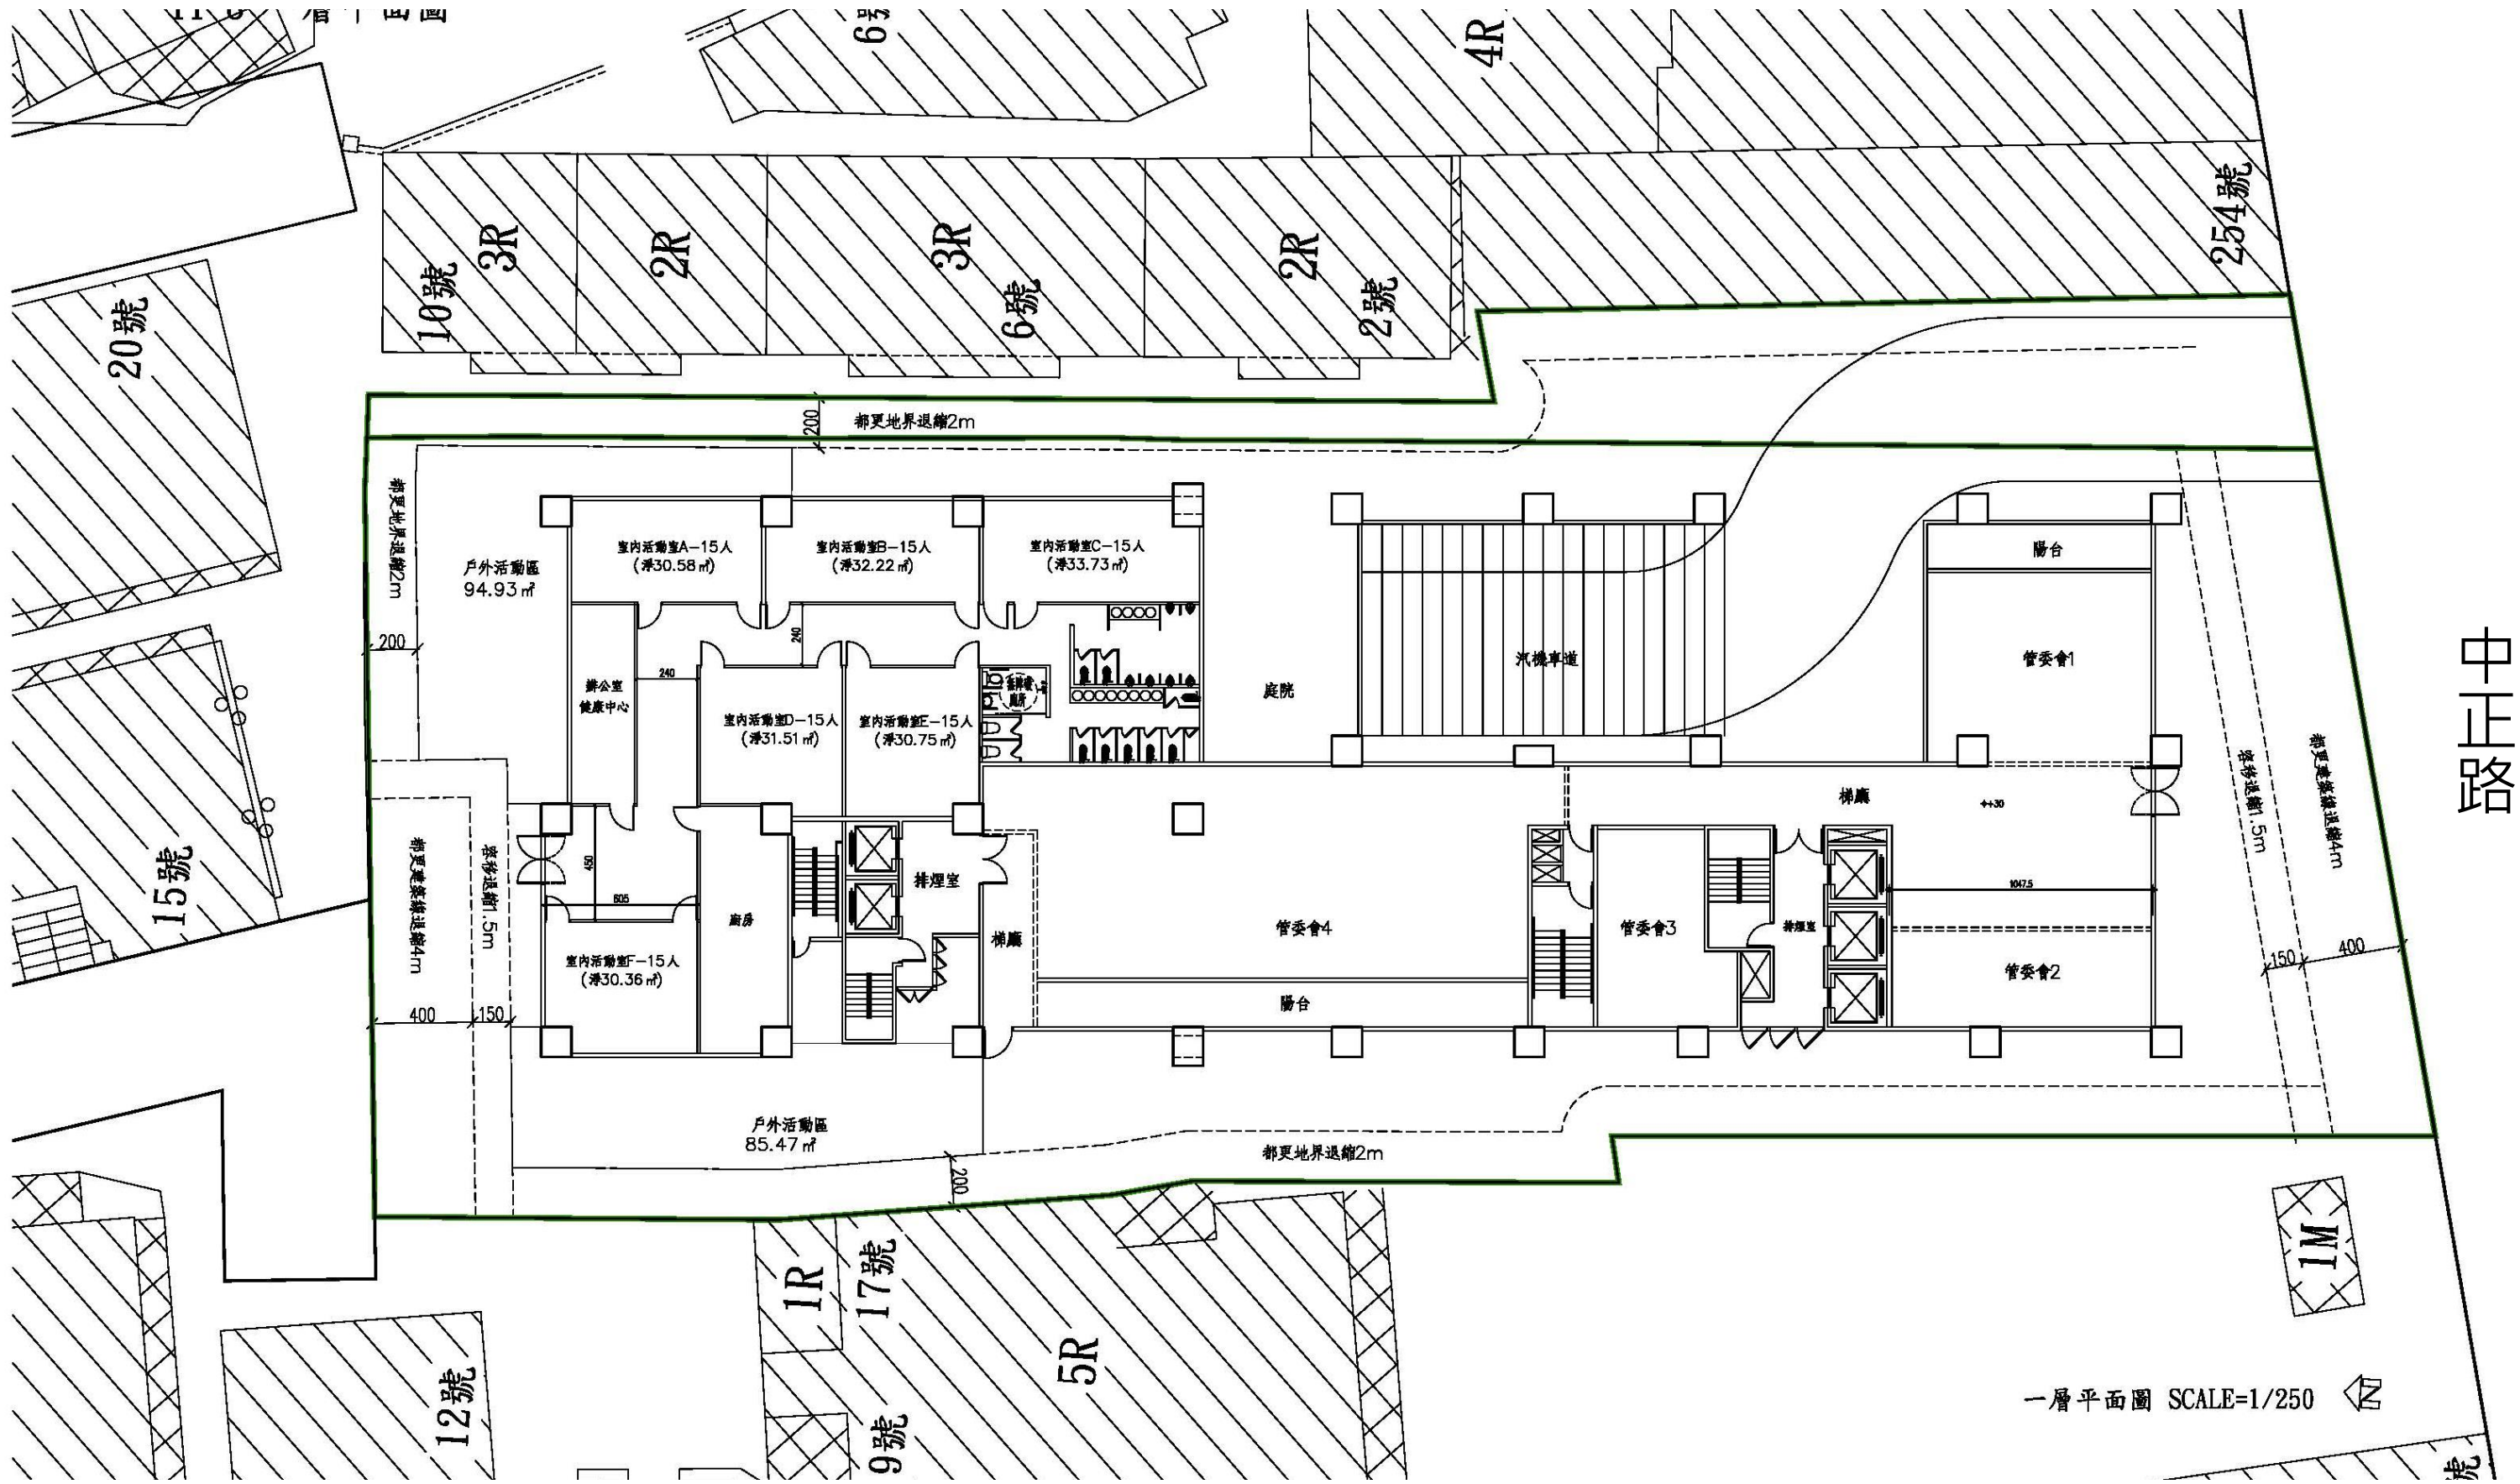 層平面圖
6號
4R
3R
2R
3R
2R
10號
6號
2號
254號
20號
200
都更地界退縮2m
都更地界退縮2m
戶外活動區
94.93㎡
室內活動室A-15人
(淨30.58㎡)
室內活動室B-15人
(淨32.22㎡)
室內活動室C-15人
(淨33.73㎡)
陽台
240
200
辦公室
健康中心
240
室內活動室D-15人
(淨31.51㎡)
室內活動室E-15人
(淨30.75㎡)
無障礙
廁所
庭院
汽機車道
管委會1
中正路
都更建築線退縮4m
容移退縮1.5m
梯廳
++30
15號
都更建築線退縮4m
容移退縮1.5m
450
605
廚房
排煙室
梯廳
管委會4
管委會3
排煙室
1047.5
管委會2
150
400
室內活動室F-15人
(淨30.36㎡)
陽台
400
150
戶外活動區
85.47㎡
200
都更地界退縮2m
1R
17號
5R
1M
12號
9號
一層平面圖 SCALE=1/250
N
號